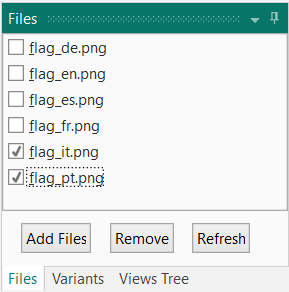 Files
flag_de.png
flag_en.png
flag_es.png
flag_fr.png
flag_it.png
flag_pt.png
Add Files Remove Refresh
Files Variants Views Tree